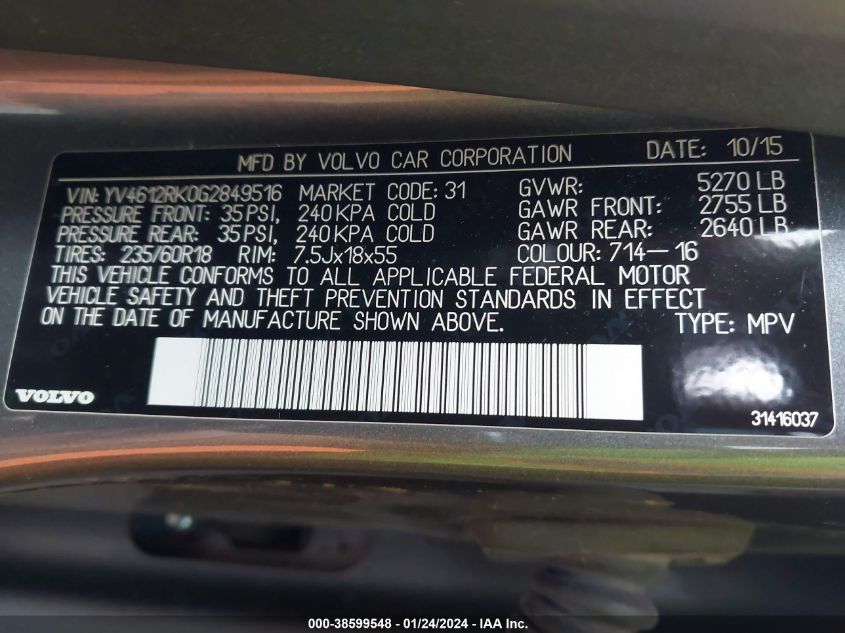 MFD BY VOLVO CAR CORPORATION DATE: 10/15
VIN: YV4612RK0G2849516 MARKET CODE: 31 GVWR: 5270 LB
PRESSURE FRONT: 35 PSI, 240 KPA COLD GAWR FRONT: 2755 LB
PRESSURE REAR: 35 PSI, 240 KPA COLD GAWR REAR: 2640 LB
TIRES: 235/60R18 RIM: 7.5Jx18x55 COLOUR: 714-16
THIS VEHICLE CONFORMS TO ALL APPLICABLE FEDERAL MOTOR
VEHICLE SAFETY AND THEFT PREVENTION STANDARDS IN EFFECT
ON THE DATE OF MANUFACTURE SHOWN ABOVE. TYPE: MPV
VOLVO 31416037
000-38599548 - 01/24/2024 - IAA Inc.